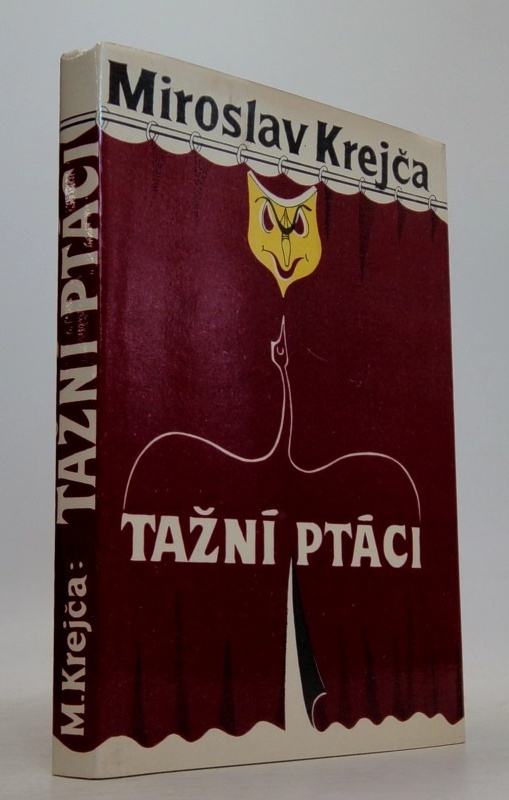 Miroslav Krejča
TAŽNÍ PTÁCI
M. Krejča: TAŽNÍ PTÁCI